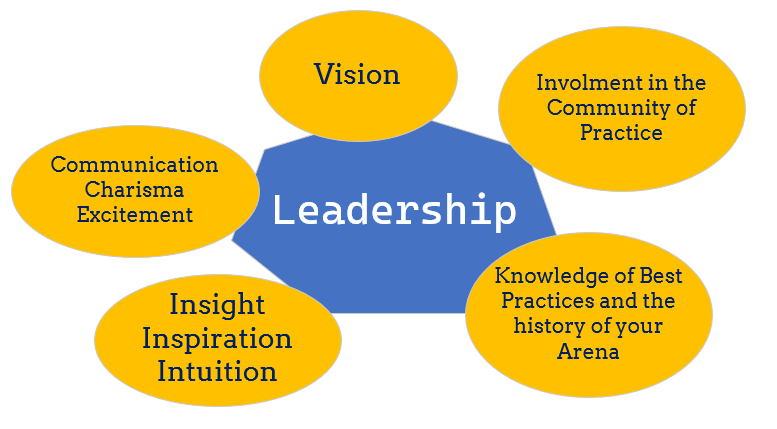 Vision
Involment in the
Community of
Practice
Communication
Charisma
Excitement
Leadership
Knowledge of Best
Practices and the
history of your
Arena
Insight
Inspiration
Intuition